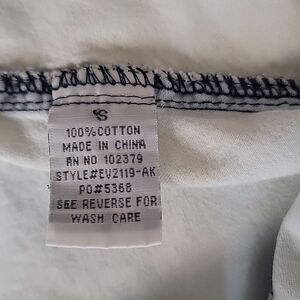 S
100%COTTON
MADE IN CHINA
RN NO 102379
STYLE#EV2119-AK
PO#5368
SEE REVERSE FOR
WASH CARE